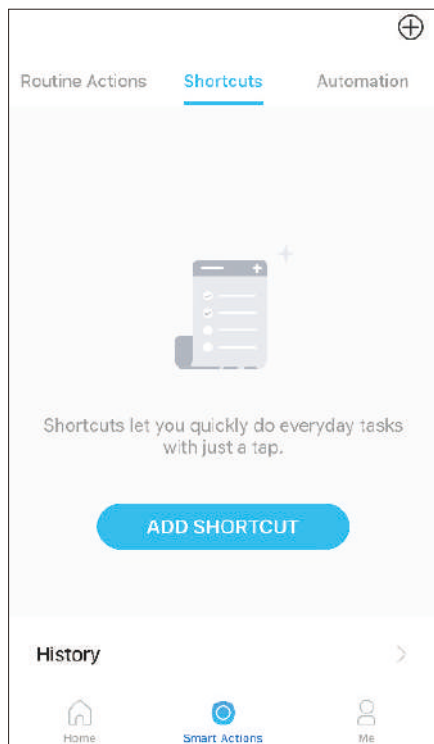 Routine Actions Shortcuts Automation
Shortcuts let you quickly do everyday tasks
with just a tap.
ADD SHORTCUT
History
Home Smart Actions Me